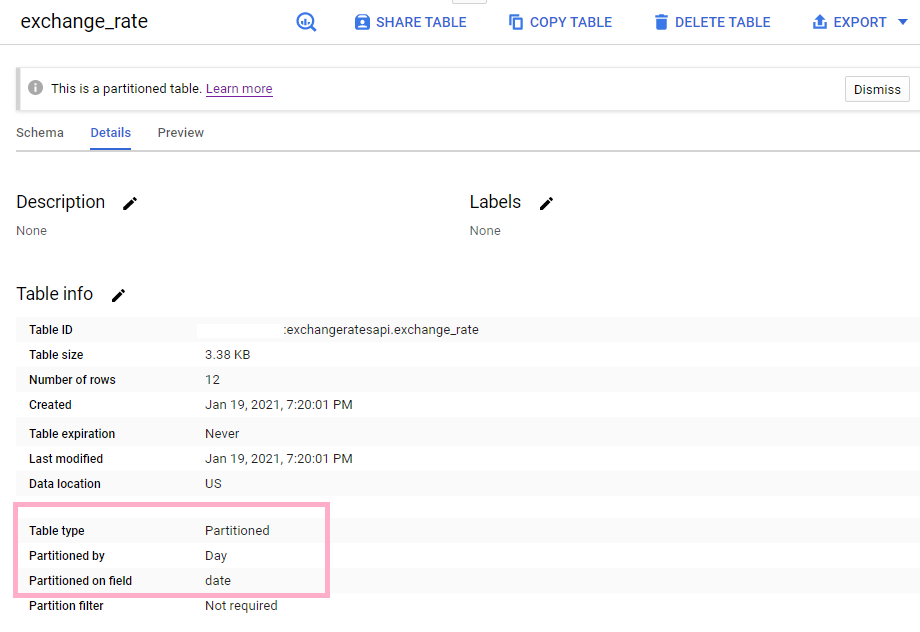 exchange_rate SHARE TABLE COPY TABLE DELETE TABLE EXPORT
This is a partitioned table. Learn more Dismiss
Schema Details Preview
Description Labels
None None
Table info
Table ID :exchangeratesapi.exchange_rate
Table size 3.38 KB
Number of rows 12
Created Jan 19, 2021, 7:20:01 PM
Table expiration Never
Last modified Jan 19, 2021, 7:20:01 PM
Data location US
Table type Partitioned
Partitioned by Day
Partitioned on field date
Partition filter Not required